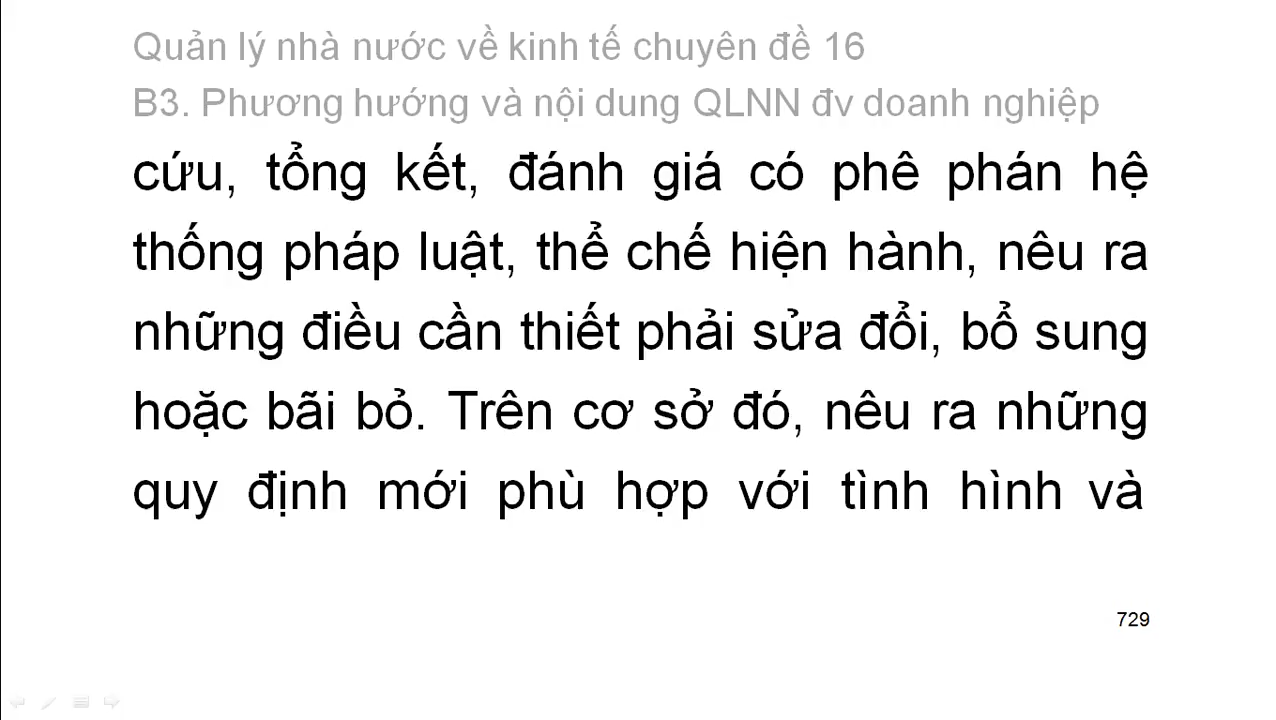 Quản lý nhà nước về kinh tế chuyên đề 16
B3. Phương hướng và nội dung QLNN đv doanh nghiệp
cứu, tổng kết, đánh giá có phê phán hệ
thống pháp luật, thể chế hiện hành, nêu ra
những điều cần thiết phải sửa đổi, bổ sung
hoặc bãi bỏ. Trên cơ sở đó, nêu ra những
quy định mới phù hợp với tình hình và
729